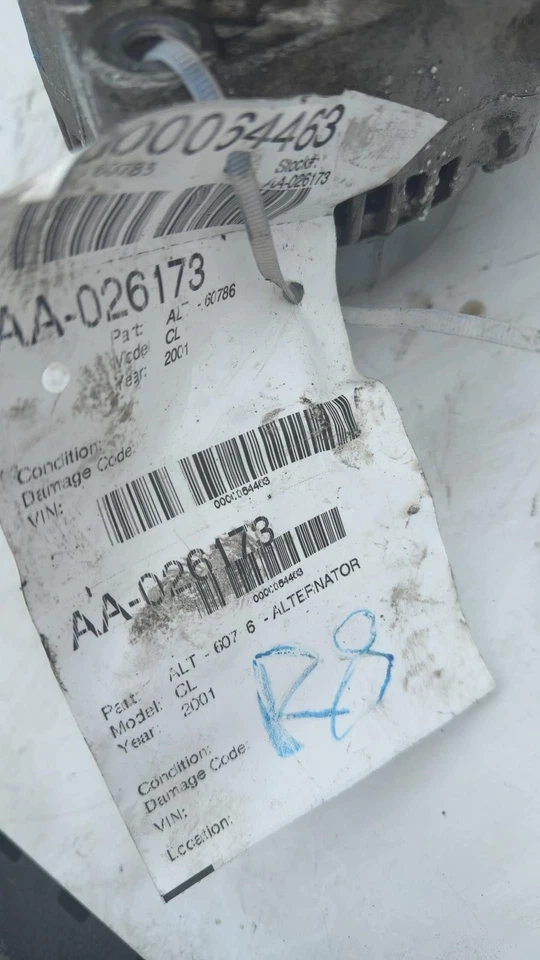 000064463
60783
Stock#:
AA-026173
AA-026173
Part: ALT - 60786
Model CL
Year: 2001
Condition:
Damage Code:
VIN:
0000064463
AA-026173
0000064463
Part: ALT - 607 6 - ALTERNATOR
Model: CL
Year: 2001
R8
Condition:
Damage Code:
VIN:
Location: